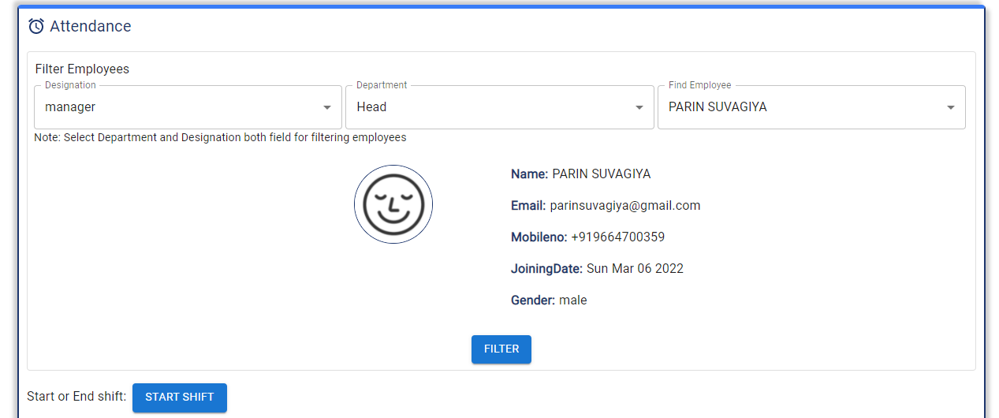 Attendance
Filter Employees
Designation Department Find Employee
manager Head PARIN SUVAGIYA
Note: Select Department and Designation both field for filtering employees
Name: PARIN SUVAGIYA
Email: parinsuvagiya@gmail.com
Mobileno: +919664700359
JoiningDate: Sun Mar 06 2022
Gender: male
FILTER
Start or End shift: START SHIFT